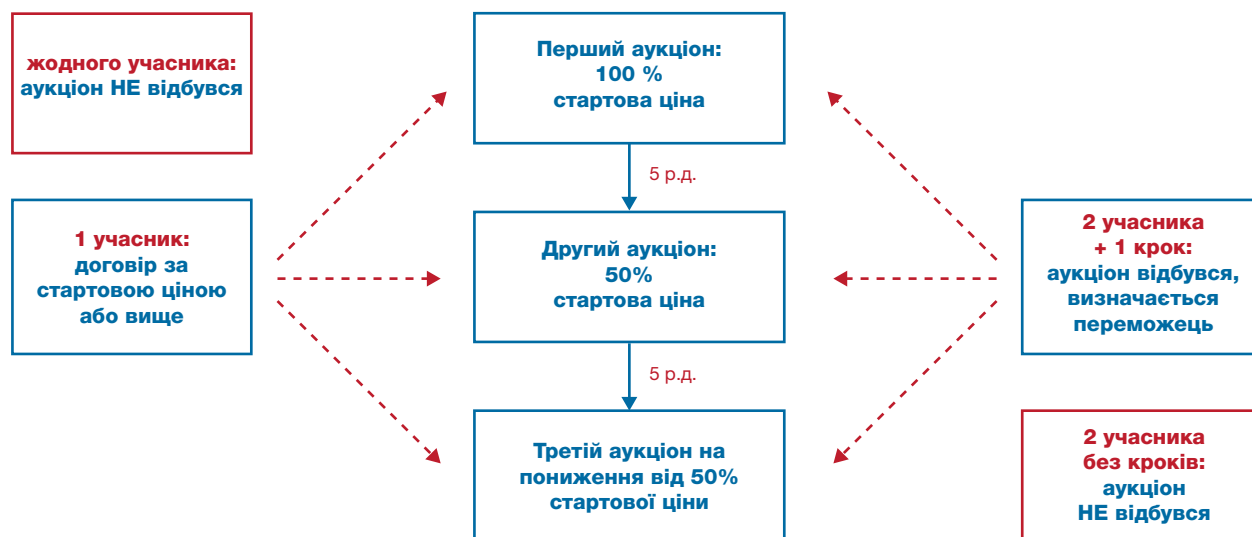 жодного учасника:
аукціон НЕ відбувся
1 учасник:
договір за
стартовою ціною
або вище
Перший аукціон:
100 %
стартова ціна
5 р.д.
Другий аукціон:
50%
стартова ціна
5 р.д.
Третій аукціон на
пониження від 50%
стартової ціни
2 учасника
+ 1 крок:
аукціон відбувся,
визначається
переможець
2 учасника
без кроків:
аукціон
НЕ відбувся